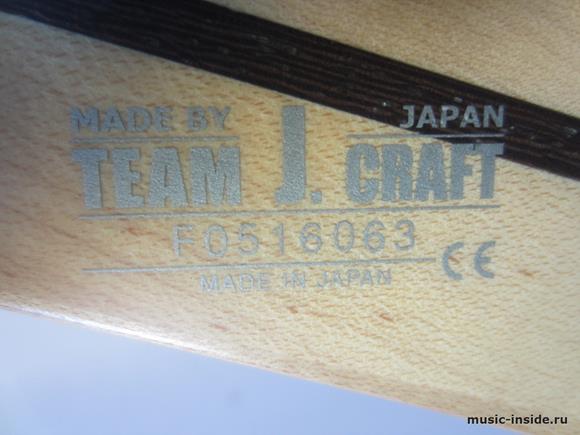 MADE BY J. JAPAN
TEAM CRAFT
F0516063
MADE IN JAPAN CE
music-inside.ru